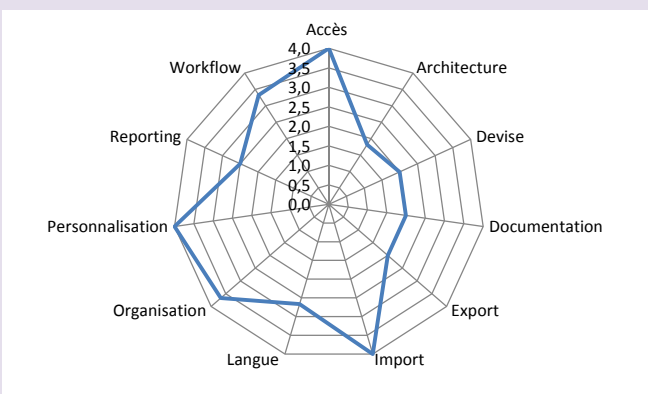 Accès
4,0
Workflow
3,5
Architecture
3,0
2,5
Reporting
2,0
Devise
1,5
1,0
0,5
0,0
Personnalisation
Documentation
Organisation
Export
Langue
Import